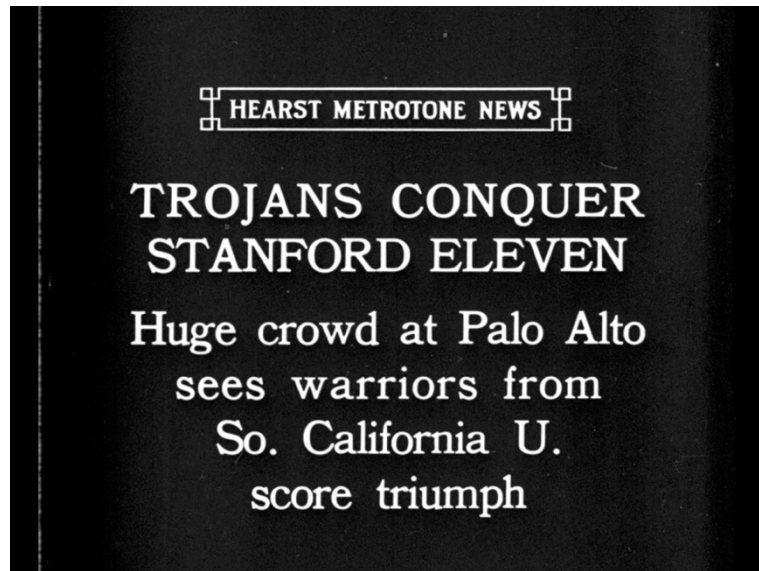 HEARST METROTONE NEWS
TROJANS CONQUER
STANFORD ELEVEN
Huge crowd at Palo Alto
sees warriors from
So. California U.
score triumph